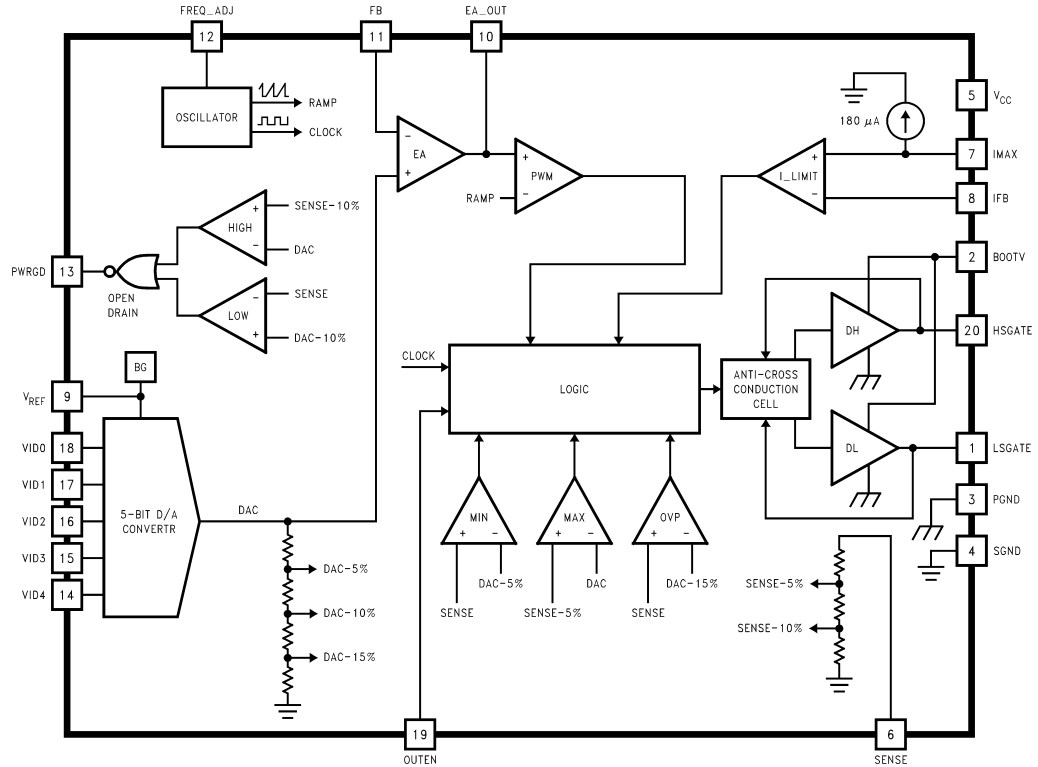 FREQ_ADJ
FB
EA_OUT
12
11
10
OSCILLATOR
RAMP
CLOCK
5
VCC
180 μA
7
IMAX
8
IFB
-
EA
+
+
PWM
RAMP
-
+
I_LIMIT
-
SENSE-10%
+
HIGH
-
DAC
PWRGD
13
OPEN
DRAIN
-
SENSE
LOW
+
DAC-10%
2
BOOTV
DH
20
HSGATE
CLOCK
LOGIC
ANTI-CROSS
CONDUCTION
CELL
BG
VREF
9
VID0
18
VID1
17
VID2
16
VID3
15
VID4
14
5-BIT D/A
CONVERTR
DAC
DL
1
LSGATE
3
PGND
4
SGND
MIN
+ -
MAX
+ -
OVP
+ -
DAC-5%
DAC
DAC-15%
SENSE
SENSE-5%
SENSE
DAC-5%
DAC-10%
DAC-15%
SENSE-5%
SENSE-10%
19
OUTEN
6
SENSE